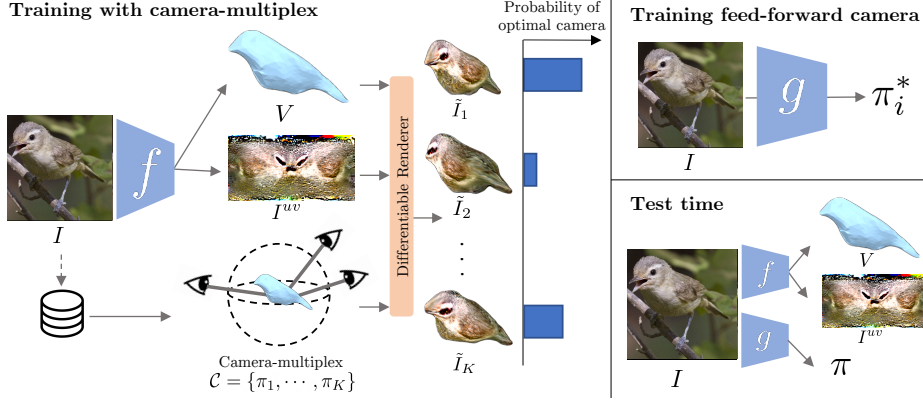 Training with camera-multiplex
I
f
V
I^{uv}
Camera-multiplex
C = {π_1, ⋯ , π_K}
Differentiable Renderer
Ĩ_1
Ĩ_2
⋮
Ĩ_K
Probability of
optimal camera
Training feed-forward camera
I
g
π_i^*
Test time
I
f
g
V
I^{uv}
π